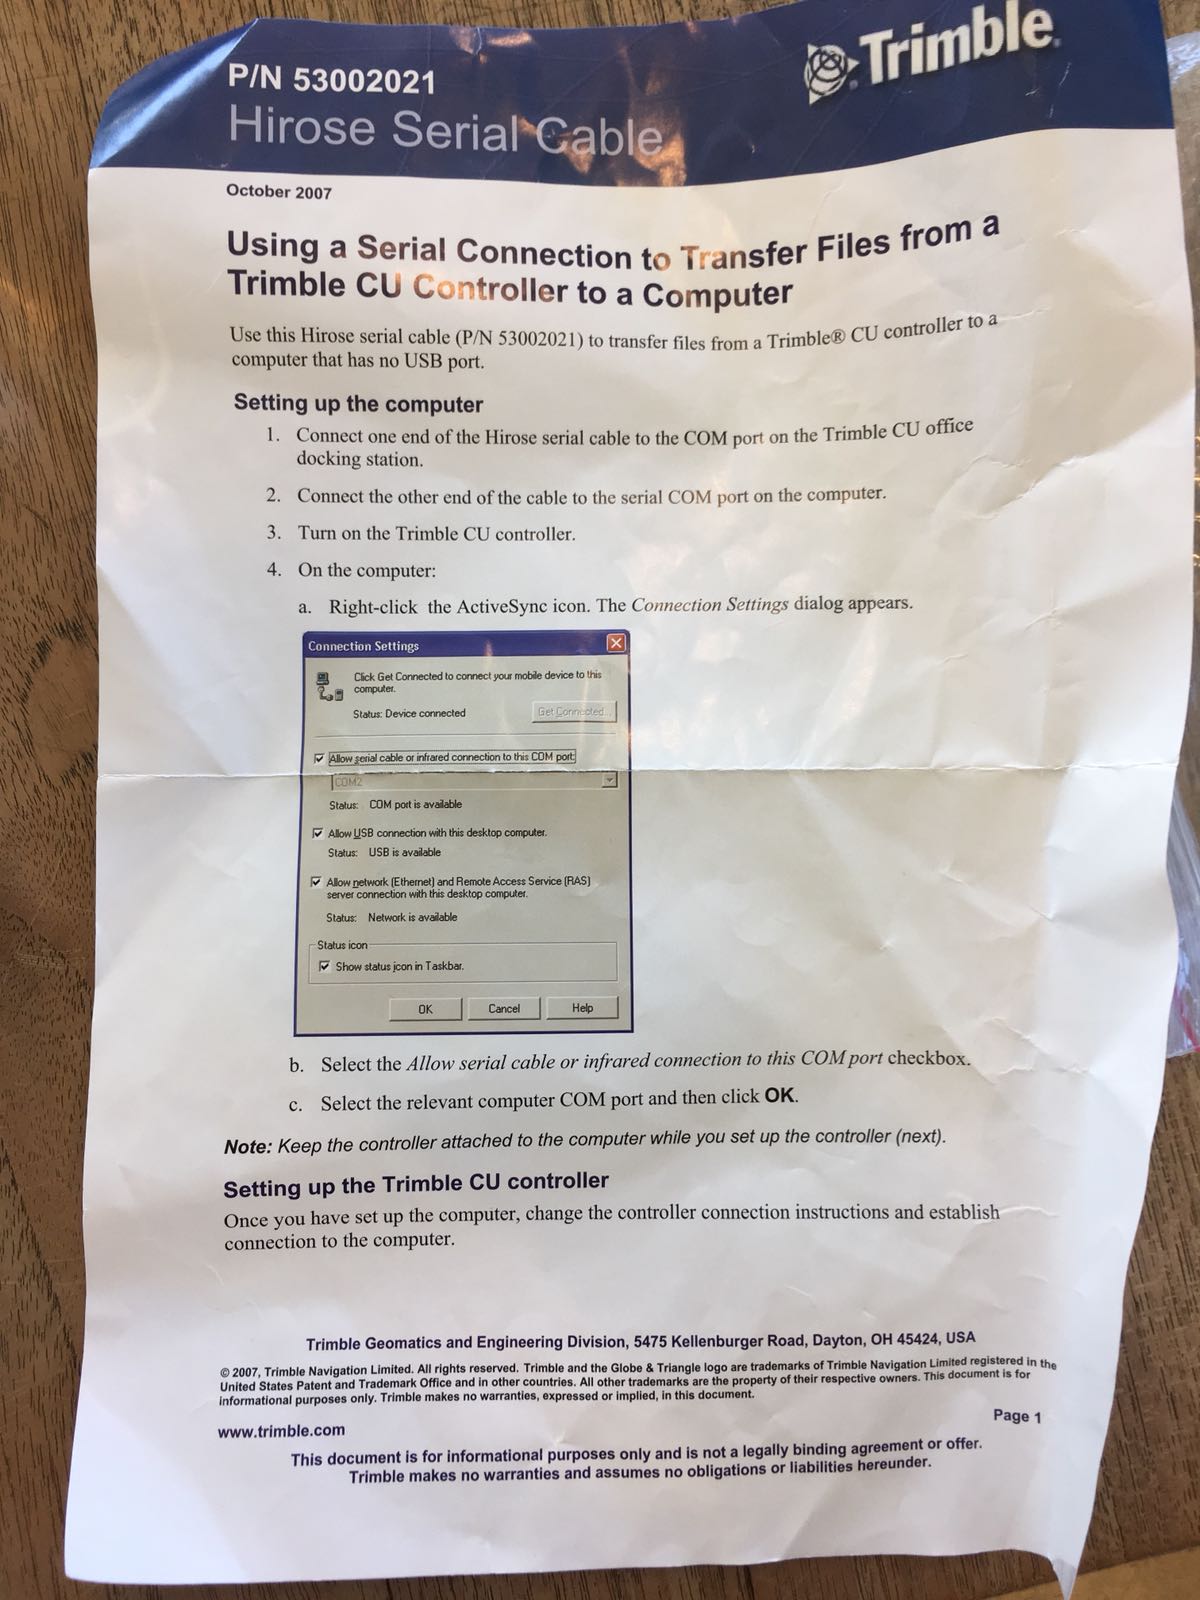 P/N 53002021
Trimble.
Hirose Serial Cable
October 2007
Using a Serial Connection to Transfer Files from a
Trimble CU Controller to a Computer
Use this Hirose serial cable (P/N 53002021) to transfer files from a Trimble® CU controller to a
computer that has no USB port.
Setting up the computer
1. Connect one end of the Hirose serial cable to the COM port on the Trimble CU office
docking station.
2. Connect the other end of the cable to the serial COM port on the computer.
3. Turn on the Trimble CU controller.
4. On the computer:
a. Right-click the ActiveSync icon. The Connection Settings dialog appears.
Connection Settings
Click Get Connected to connect your mobile device to this
computer.
Status: Device connected
Get Connected...
Allow serial cable or infrared connection to this COM port:
COM2
Status: COM port is available
Allow USB connection with this desktop computer.
Status: USB is available
Allow network (Ethernet) and Remote Access Service (RAS)
server connection with this desktop computer.
Status: Network is available
Status icon
Show status icon in Taskbar.
OK Cancel Help
b. Select the Allow serial cable or infrared connection to this COM port checkbox.
c. Select the relevant computer COM port and then click OK.
Note: Keep the controller attached to the computer while you set up the controller (next).
Setting up the Trimble CU controller
Once you have set up the computer, change the controller connection instructions and establish
connection to the computer.
Trimble Geomatics and Engineering Division, 5475 Kellenburger Road, Dayton, OH 45424, USA
© 2007, Trimble Navigation Limited. All rights reserved. Trimble and the Globe & Triangle logo are trademarks of Trimble Navigation Limited registered in the
United States Patent and Trademark Office and in other countries. All other trademarks are the property of their respective owners. This document is for
informational purposes only. Trimble makes no warranties, expressed or implied, in this document.
Page 1
www.trimble.com
This document is for informational purposes only and is not a legally binding agreement or offer.
Trimble makes no warranties and assumes no obligations or liabilities hereunder.